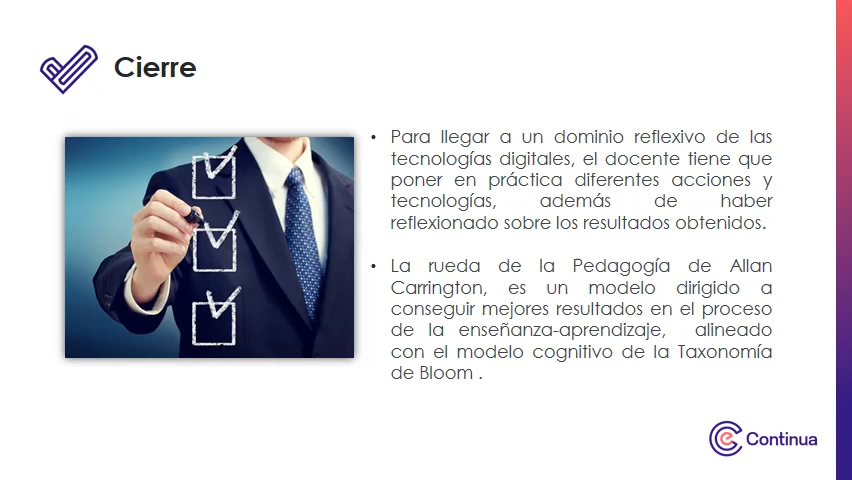 Cierre
• Para llegar a un dominio reflexivo de las
tecnologías digitales, el docente tiene que
poner en práctica diferentes acciones y
tecnologías, además de haber
reflexionado sobre los resultados obtenidos.
• La rueda de la Pedagogía de Allan
Carrington, es un modelo dirigido a
conseguir mejores resultados en el proceso
de la enseñanza-aprendizaje, alineado
con el modelo cognitivo de la Taxonomía
de Bloom .
Continua